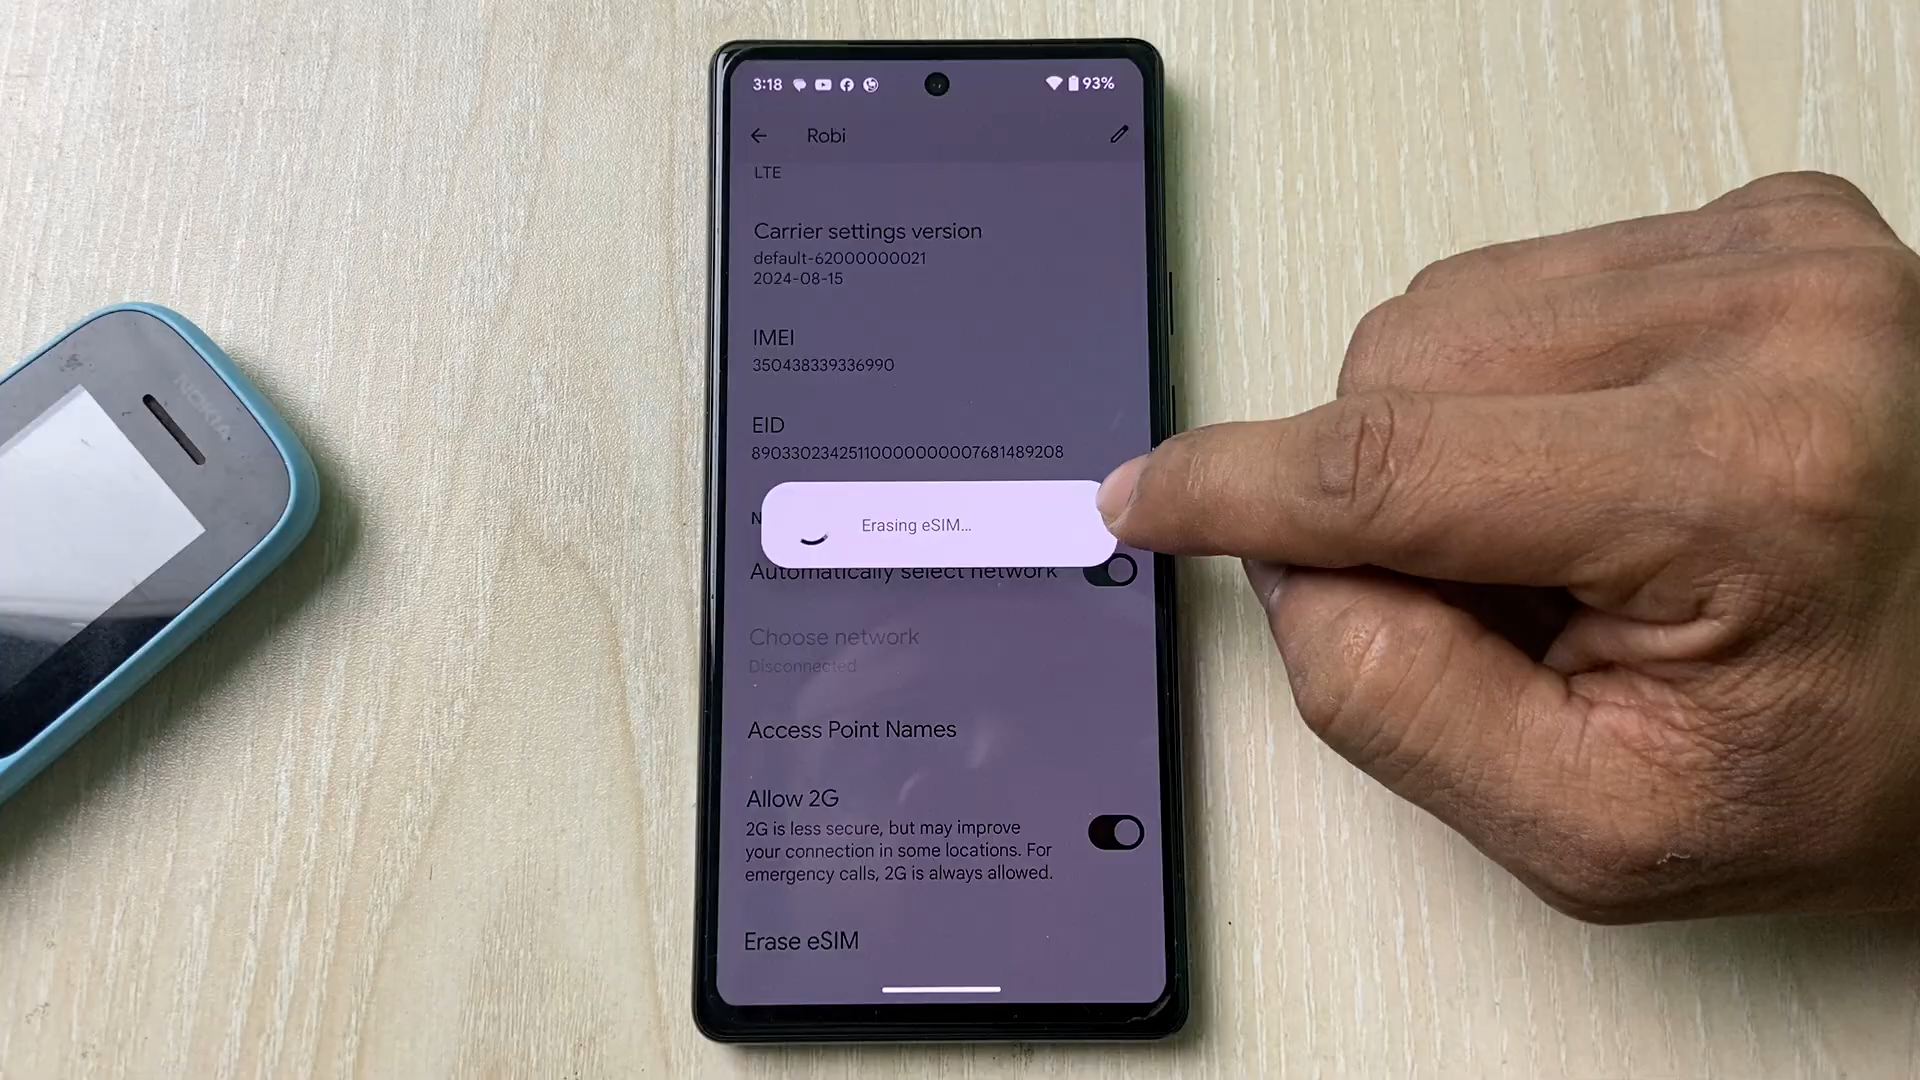 3:18
93%
Robi
LTE
Carrier settings version
default-62000000021
2024-08-15
IMEI
350438339336990
EID
89033023425110000000007681489208
N
Erasing eSIM...
Automatically select network
Choose network
Disconnected
Access Point Names
Allow 2G
2G is less secure, but may improve
your connection in some locations. For
emergency calls, 2G is always allowed.
Erase eSIM
NOKIA